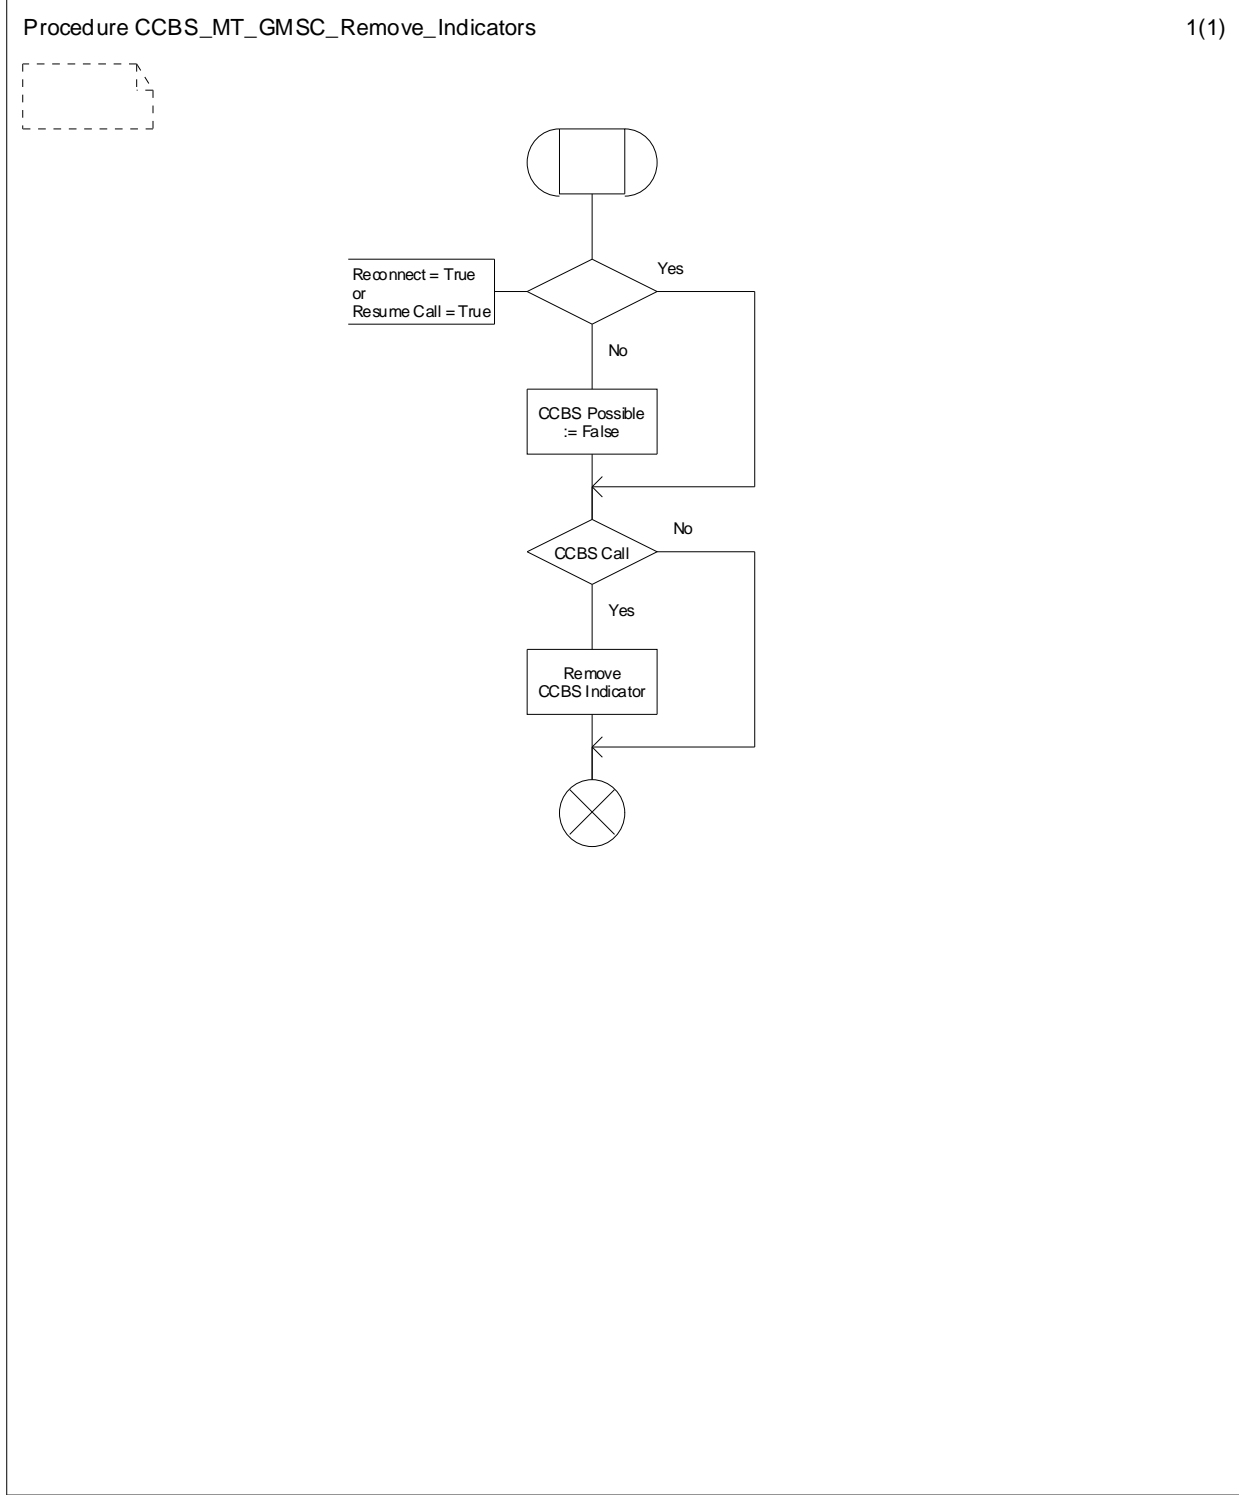 Procedure CCBS_MT_GMSC_Remove_Indicators
1(1)
Yes
Reconnect = True
or
Resume Call = True
No
CCBS Possible
:= False
No
CCBS Call
Yes
Remove
CCBS Indicator